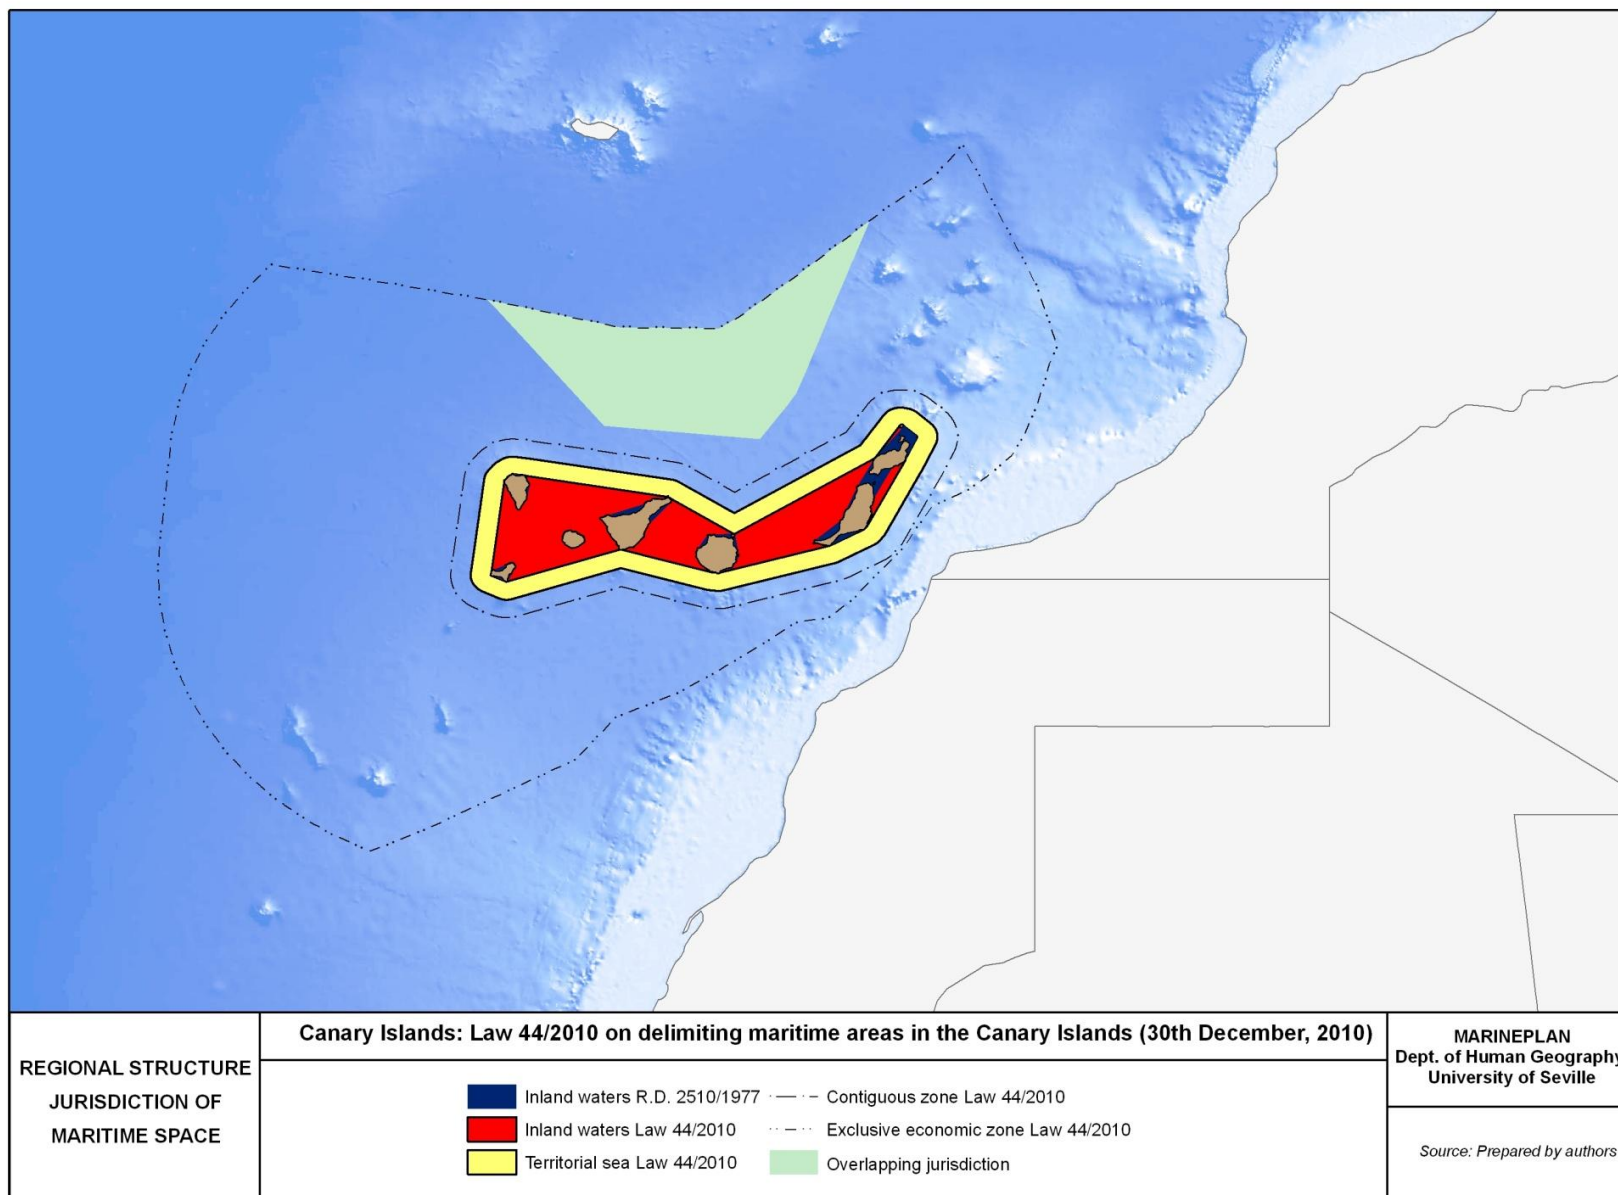 REGIONAL STRUCTURE
JURISDICTION OF
MARITIME SPACE
Canary Islands: Law 44/2010 on delimiting maritime areas in the Canary Islands (30th December, 2010)
Inland waters R.D. 2510/1977
Inland waters Law 44/2010
Territorial sea Law 44/2010
Contiguous zone Law 44/2010
Exclusive economic zone Law 44/2010
Overlapping jurisdiction
MARINEPLAN
Dept. of Human Geography
University of Seville
Source: Prepared by authors